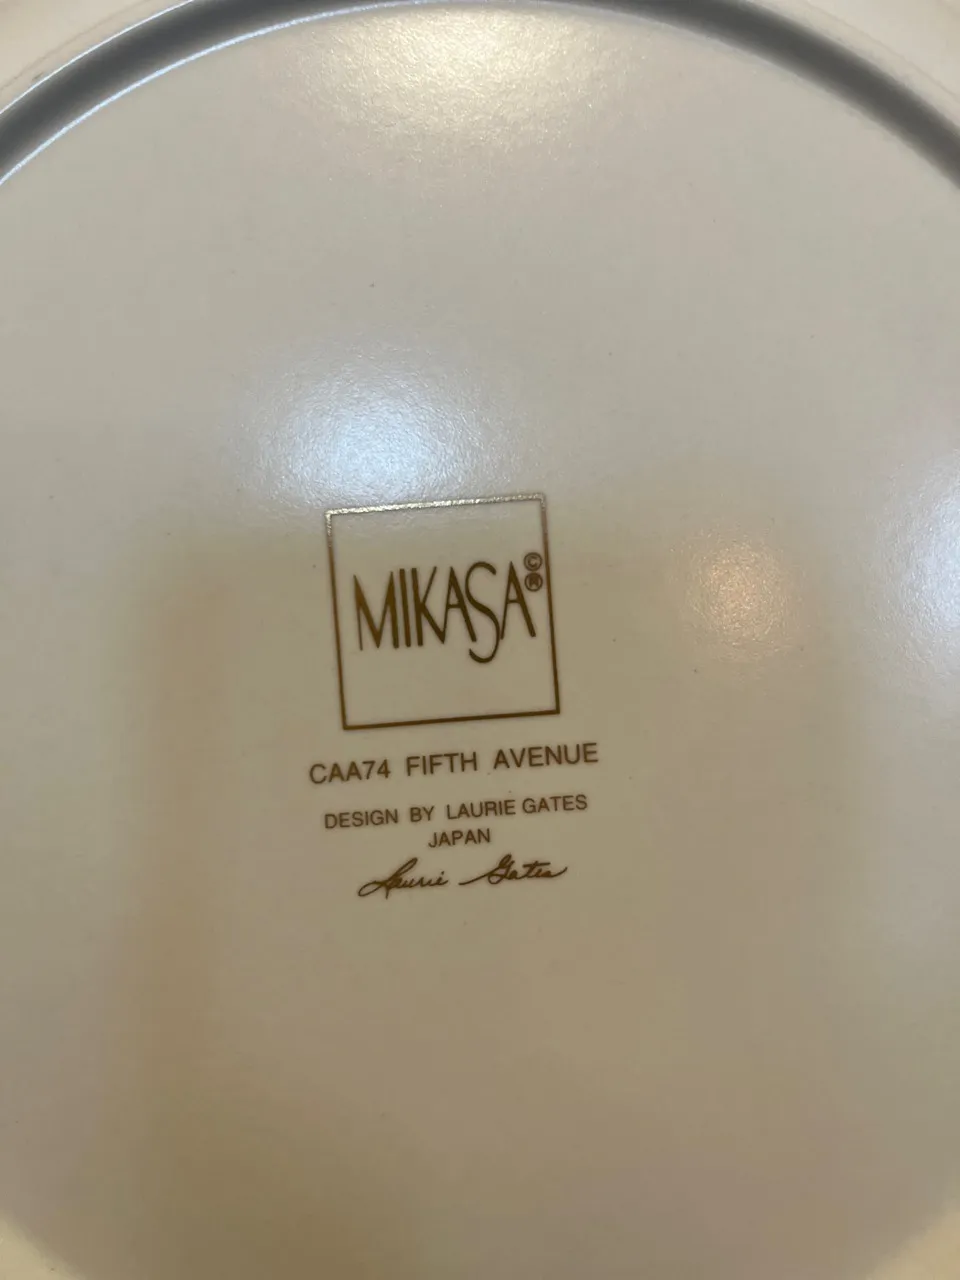 MIKASA©®
CAA74 FIFTH AVENUE
DESIGN BY LAURIE GATES
JAPAN
Laurie Gates